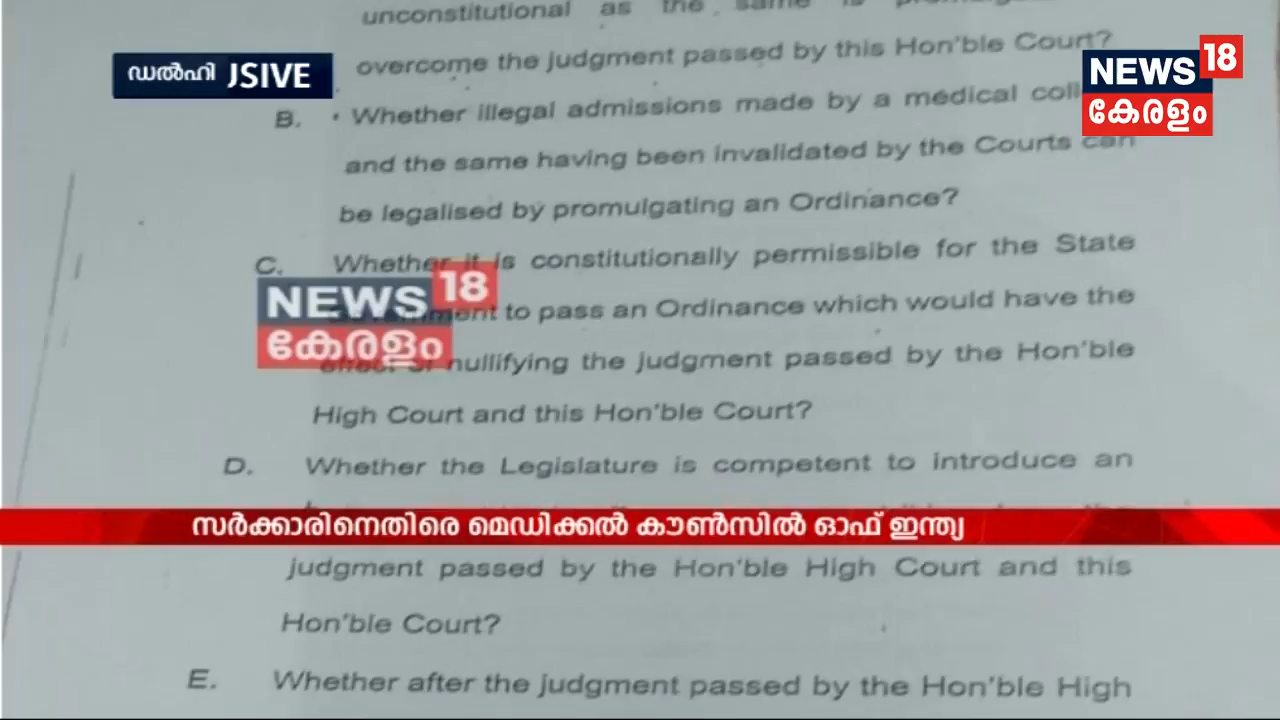 unconstitutional as the same is
overcome the judgment passed by this Hon'ble Court?
ഡൽഹി JSIVE
NEWS 18
കേരളം
B. Whether illegal admissions made by a medical
and the same having been invalidated by the Courts can
be legalised by promulgating an Ordinance?
C. Whether it is constitutionally permissible for the State
NEWS 18
കേരളം
to pass an Ordinance which would have the
effect of nullifying the judgment passed by the Hon'ble
High Court and this Hon'ble Court?
D. Whether the Legislature is competent to introduce an
സർക്കാരിനെതിരെ മെഡിക്കൽ കൗൺസിൽ ഓഫ് ഇന്ത്യ
judgment passed by the Hon'ble High Court and this
Hon'ble Court?
E. Whether after the judgment passed by the Hon'ble High